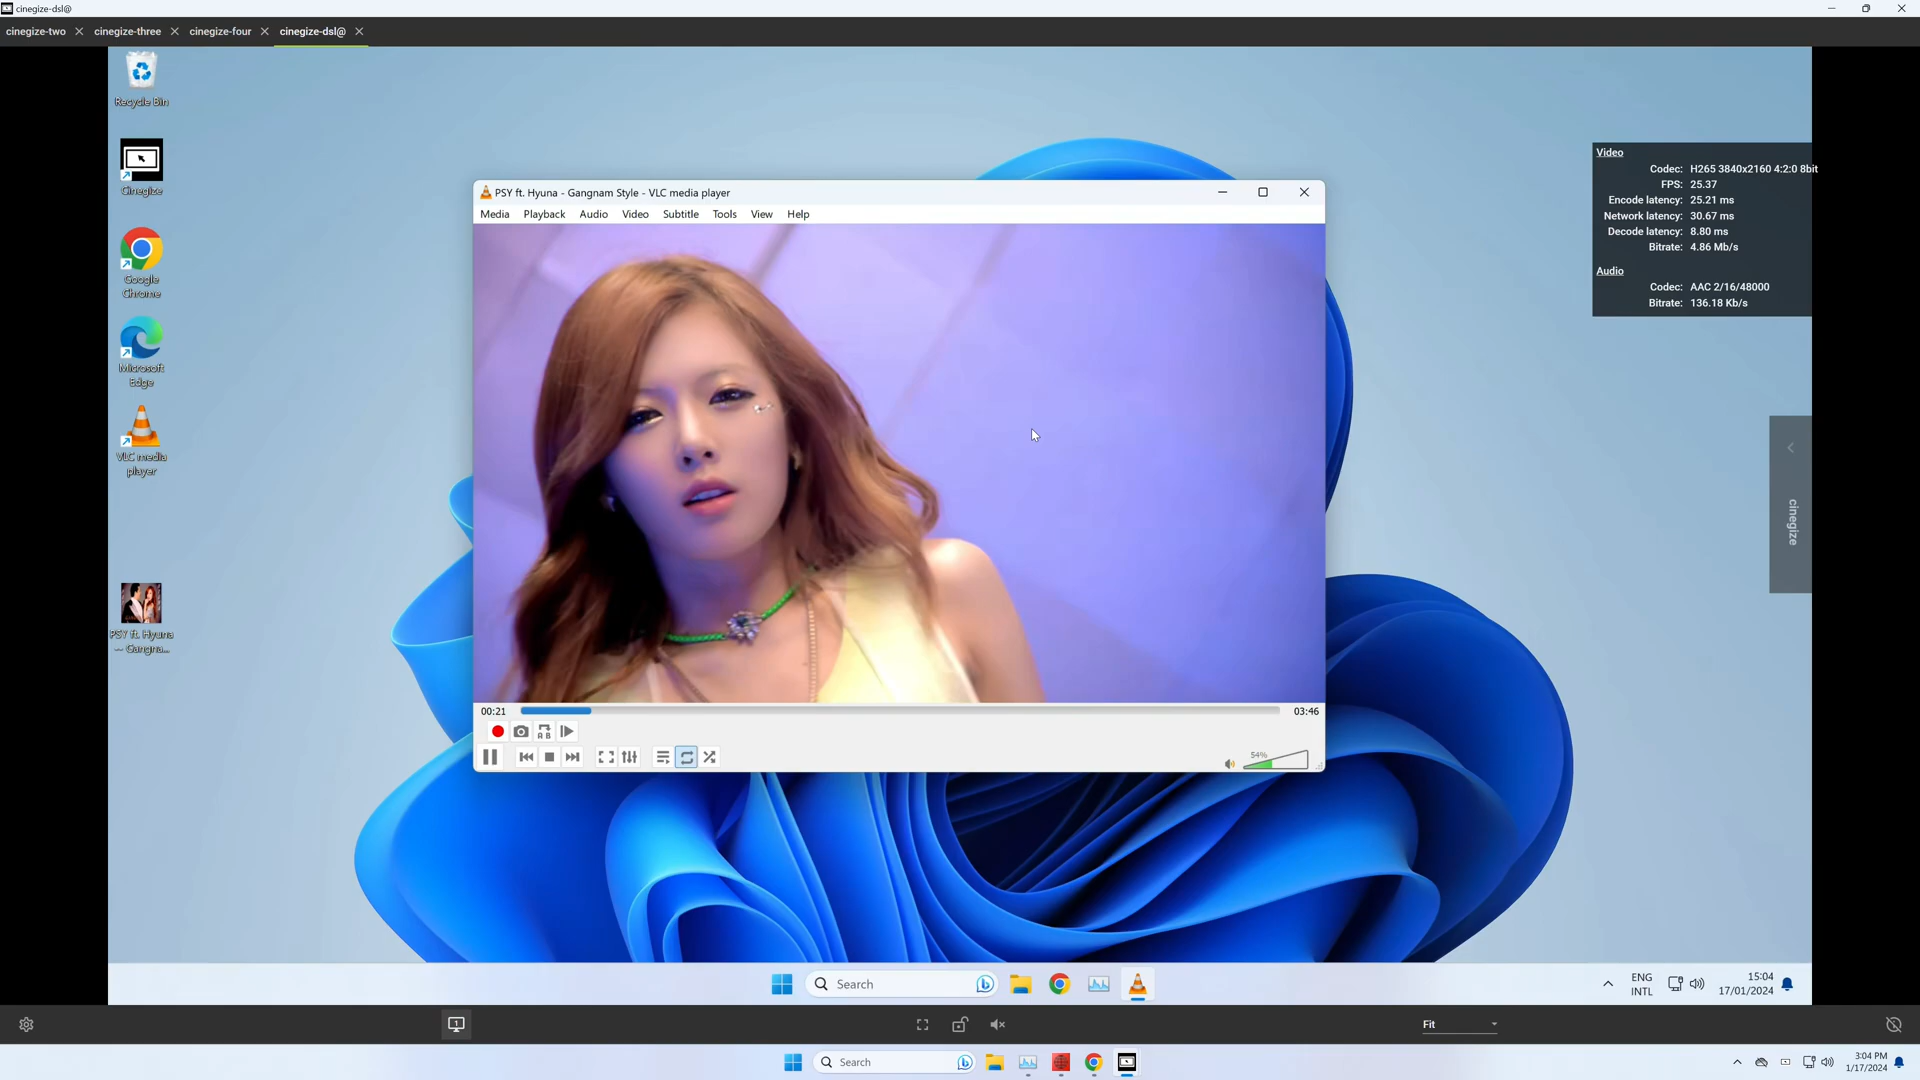 cinegize-dsl@
cinegize-two
cinegize-three
cinegize-four
cinegize-dsl@
Recycle Bin
Cinegize
Google
Chrome
Microsoft
Edge
VLC media
player
PSY ft. Hyuna
-- Gangna...
PSY ft. Hyuna - Gangnam Style - VLC media player
Media Playback Audio Video Subtitle Tools View Help
00:21
03:46
A B
54%
Video
Codec: H265 3840x2160 4:2:0 8bit
FPS: 25.37
Encode latency: 25.21 ms
Network latency: 30.67 ms
Decode latency: 8.80 ms
Bitrate: 4.86 Mb/s
Audio
Codec: AAC 2/16/48000
Bitrate: 136.18 Kb/s
cinegize
Search
ENG
INTL
15:04
17/01/2024
1
Fit
Search
3:04 PM
1/17/2024